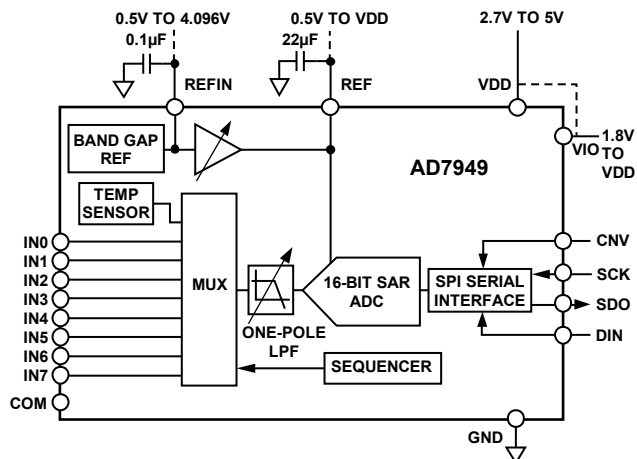 0.5V TO 4.096V
0.5V TO VDD
2.7V TO 5V
0.1µF
22µF
REFIN
REF
VDD
BAND GAP
REF
AD7949
VIO
1.8V
TO
VDD
TEMP
SENSOR
IN0
IN1
IN2
IN3
IN4
IN5
IN6
IN7
COM
MUX
ONE-POLE
LPF
16-BIT SAR
ADC
SPI SERIAL
INTERFACE
CNV
SCK
SDO
DIN
SEQUENCER
GND